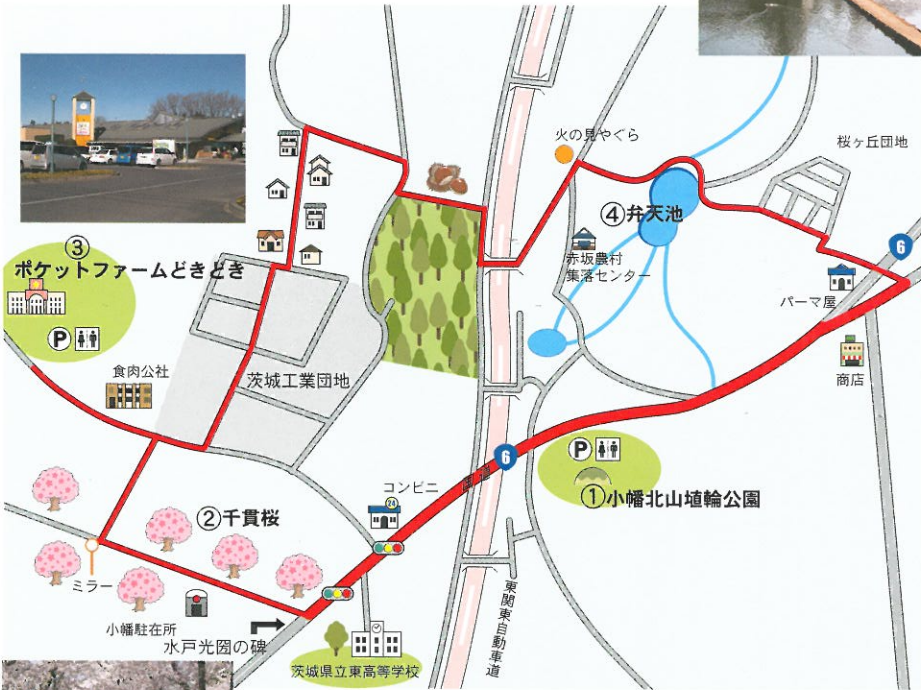 火の見やぐら
桜ヶ丘団地
④弁天池
赤坂農村
集落センター
6
パーマ屋
商店
③
ポケットファームどきどき
P
食肉公社
茨城工業団地
6
P
①小幡北山埴輪公園
コンビニ
24
②千貫桜
ミラー
小幡駐在所
水戸光圀の碑
茨城県立東高等学校
東関東自動車道